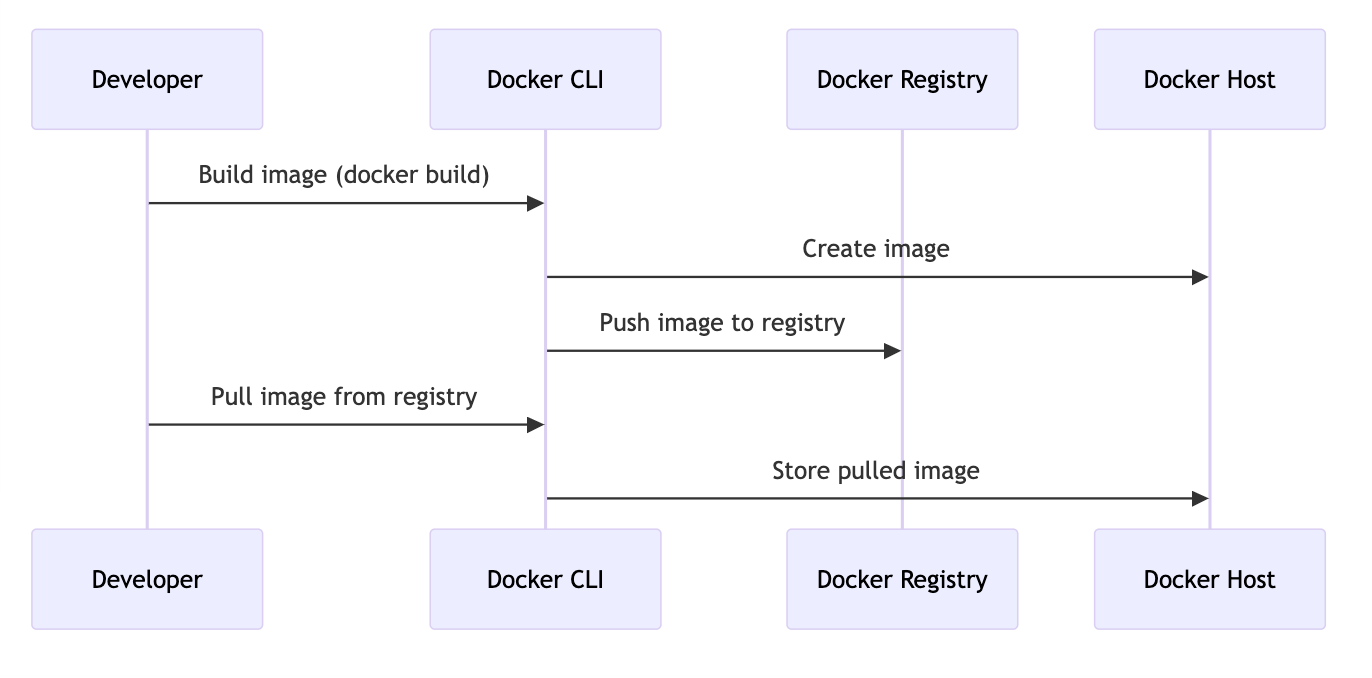 Developer
Docker CLI
Docker Registry
Docker Host
Build image (docker build)
Create image
Push image to registry
Pull image from registry
Store pulled image
Developer
Docker CLI
Docker Registry
Docker Host